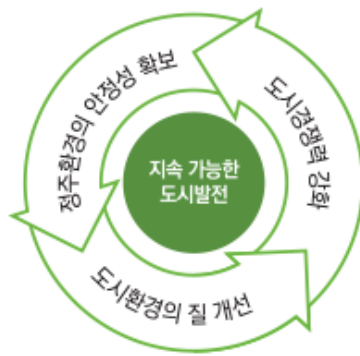 정주환경의 안정성 확보
도시경쟁력 강화
지속 가능한
도시발전
도시환경의 질 개선